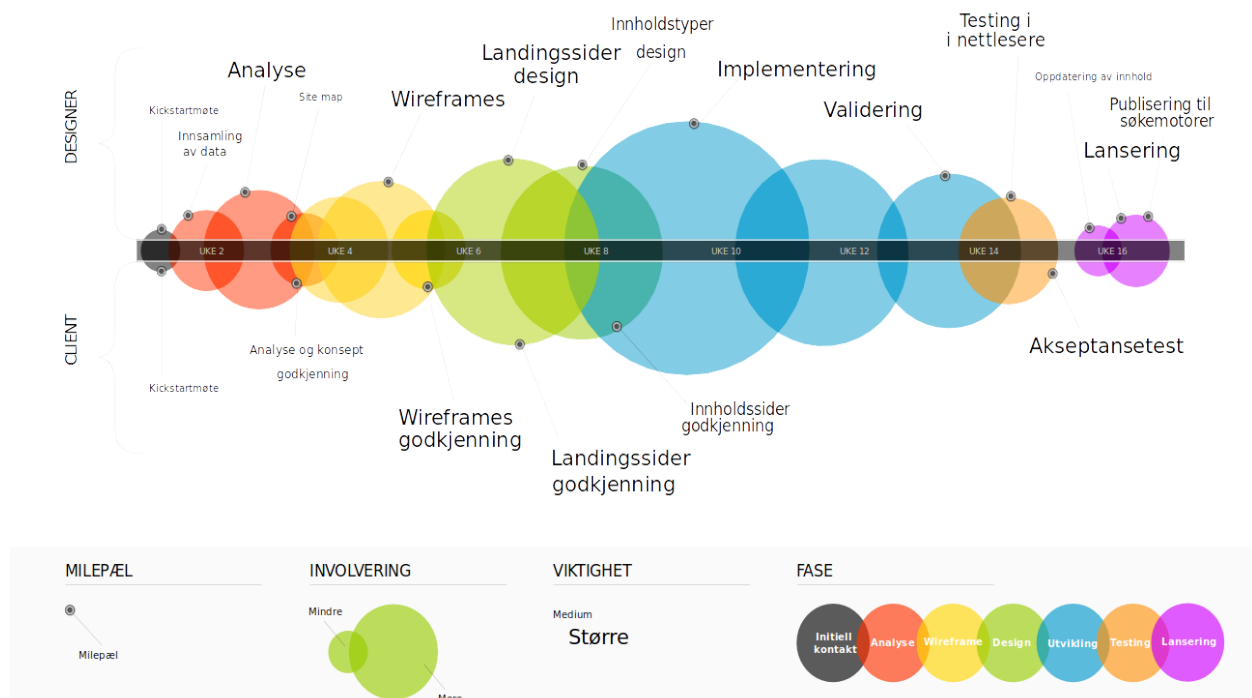 Testing i
i nettlesere
Innholdstyper
design
Landingssider
design
Analyse
Implementering
Oppdatering av innhold
Site map
Wireframes
Publisering til
søkemotorer
Kickstartmøte
Validering
DESIGNER
Innsamling
av data
Lansering
UKE 2
UKE 4
UKE 6
UKE 8
UKE 10
UKE 12
UKE 14
UKE 16
CLIENT
Analyse og konsept
godkjenning
Akseptansetest
Kickstartmøte
Wireframes
godkjenning
Innholdssider
godkjenning
Landingssider
godkjenning
MILEPÆL
Milepæl
INVOLVERING
Mindre
VIKTIGHET
Medium
Større
FASE
Initiell
kontakt
Analyse
Wireframe
Design
Utvikling
Testing
Lansering